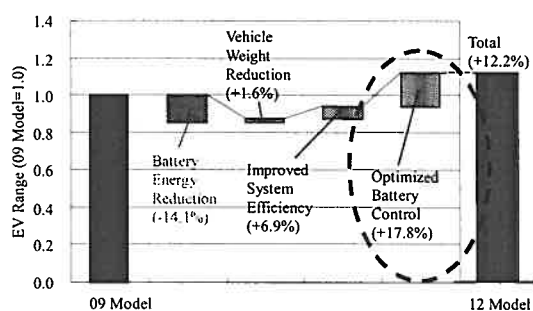 EV Range (09 Model=1.0)
1.4
1.2
1.0
0.8
0.6
0.4
0.2
0.0
Vehicle
Weight
Reduction
(+1.6%)
Total
(+12.2%)
Battery
Energy
Reduction
(-14.1%)
Improved
System
Efficiency
(+6.9%)
Optimized
Battery
Control
(+17.8%)
09 Model
12 Model